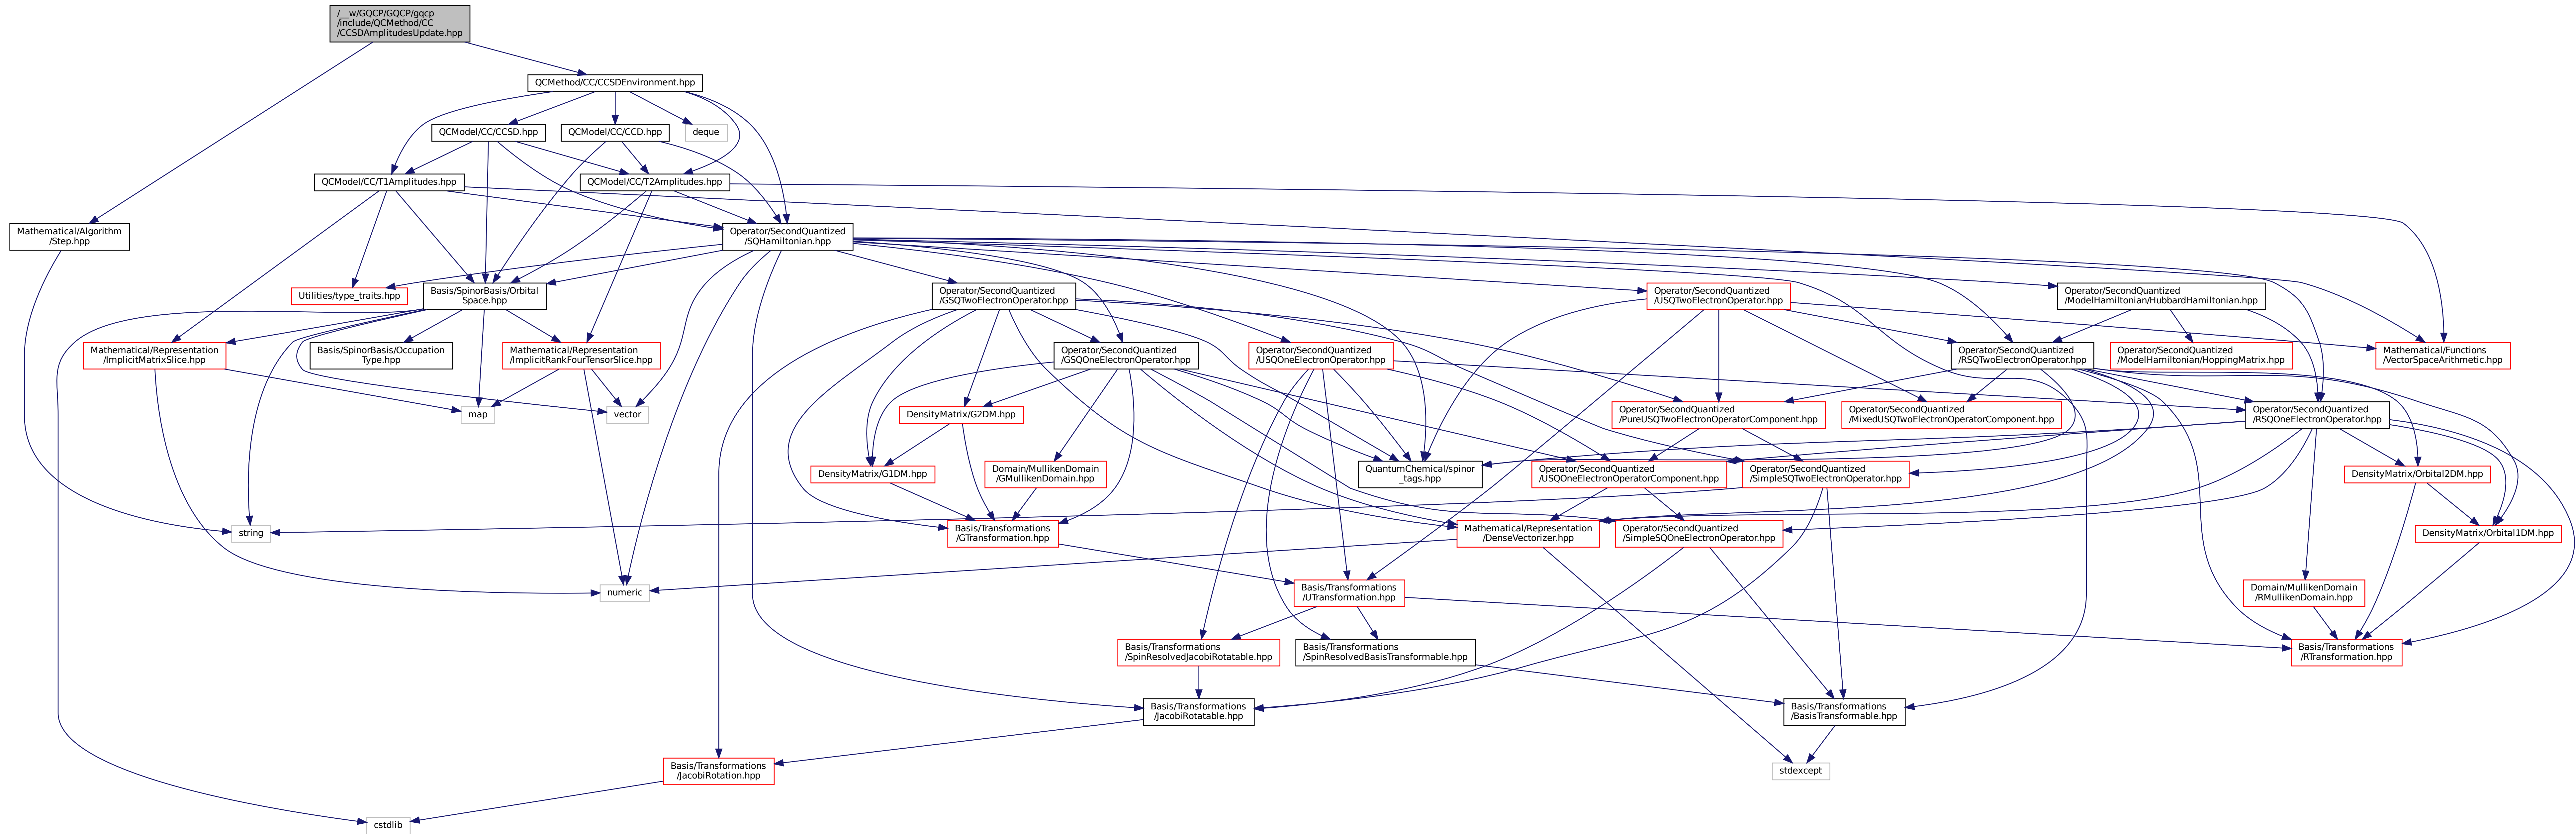 /__w/GQCP/GQCP/gqcp
/include/QCMethod/CC
/CCSDAmplitudesUpdate.hpp
QCMethod/CC/CCSDEnvironment.hpp
QCModel/CC/CCSD.hpp
QCModel/CC/CCD.hpp
deque
QCModel/CC/T1Amplitudes.hpp
QCModel/CC/T2Amplitudes.hpp
Mathematical/Algorithm
/Step.hpp
Operator/SecondQuantized
/SQHamiltonian.hpp
Utilities/type_traits.hpp
Basis/SpinorBasis/Orbital
Space.hpp
Operator/SecondQuantized
/GSQTwoElectronOperator.hpp
Operator/SecondQuantized
/USQTwoElectronOperator.hpp
Operator/SecondQuantized
/ModelHamiltonian/HubbardHamiltonian.hpp
Mathematical/Representation
/ImplicitMatrixSlice.hpp
Basis/SpinorBasis/Occupation
Type.hpp
Mathematical/Representation
/ImplicitRankFourTensorSlice.hpp
Operator/SecondQuantized
/GSQOneElectronOperator.hpp
Operator/SecondQuantized
/USQOneElectronOperator.hpp
Operator/SecondQuantized
/RSQTwoElectronOperator.hpp
Operator/SecondQuantized
/ModelHamiltonian/HoppingMatrix.hpp
Mathematical/Functions
/VectorSpaceArithmetic.hpp
map
vector
DensityMatrix/G2DM.hpp
Operator/SecondQuantized
/PureUSQTwoElectronOperatorComponent.hpp
Operator/SecondQuantized
/MixedUSQTwoElectronOperatorComponent.hpp
Operator/SecondQuantized
/RSQOneElectronOperator.hpp
DensityMatrix/G1DM.hpp
Domain/MullikenDomain
/GMullikenDomain.hpp
QuantumChemical/spinor
_tags.hpp
Operator/SecondQuantized
/USQOneElectronOperatorComponent.hpp
Operator/SecondQuantized
/SimpleSQTwoElectronOperator.hpp
DensityMatrix/Orbital2DM.hpp
string
Basis/Transformations
/GTransformation.hpp
Mathematical/Representation
/DenseVectorizer.hpp
Operator/SecondQuantized
/SimpleSQOneElectronOperator.hpp
DensityMatrix/Orbital1DM.hpp
numeric
Basis/Transformations
/UTransformation.hpp
Domain/MullikenDomain
/RMullikenDomain.hpp
Basis/Transformations
/SpinResolvedJacobiRotatable.hpp
Basis/Transformations
/SpinResolvedBasisTransformable.hpp
Basis/Transformations
/RTransformation.hpp
Basis/Transformations
/JacobiRotatable.hpp
Basis/Transformations
/BasisTransformable.hpp
Basis/Transformations
/JacobiRotation.hpp
stdexcept
cstdlib